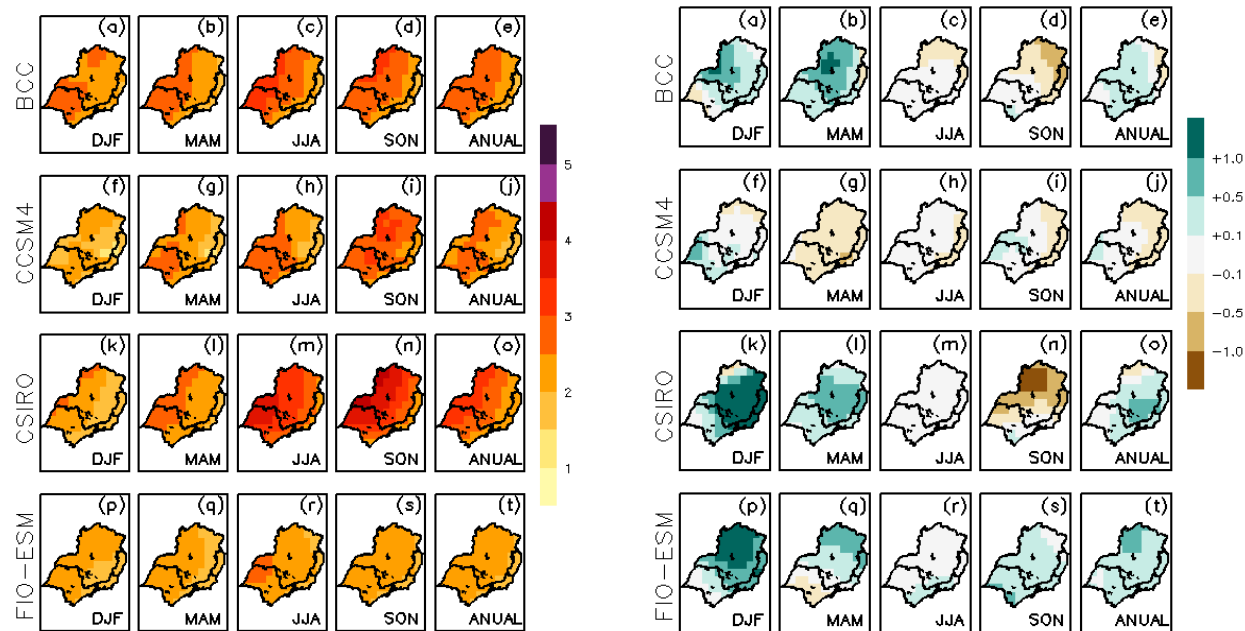 (a) (b) (c) (d) (e)
BCC
DJF MAM JJA SON ANUAL
(f) (g) (h) (i) (j)
CCSM4
DJF MAM JJA SON ANUAL
(k) (l) (m) (n) (o)
CSIRO
DJF MAM JJA SON ANUAL
(p) (q) (r) (s) (t)
FIO-ESM
DJF MAM JJA SON ANUAL
5
4
3
2
1
(a) (b) (c) (d) (e)
BCC
DJF MAM JJA SON ANUAL
(f) (g) (h) (i) (j)
CCSM4
DJF MAM JJA SON ANUAL
(k) (l) (m) (n) (o)
CSIRO
DJF MAM JJA SON ANUAL
(p) (q) (r) (s) (t)
FIO-ESM
DJF MAM JJA SON ANUAL
+1.0
+0.5
+0.1
-0.1
-0.5
-1.0